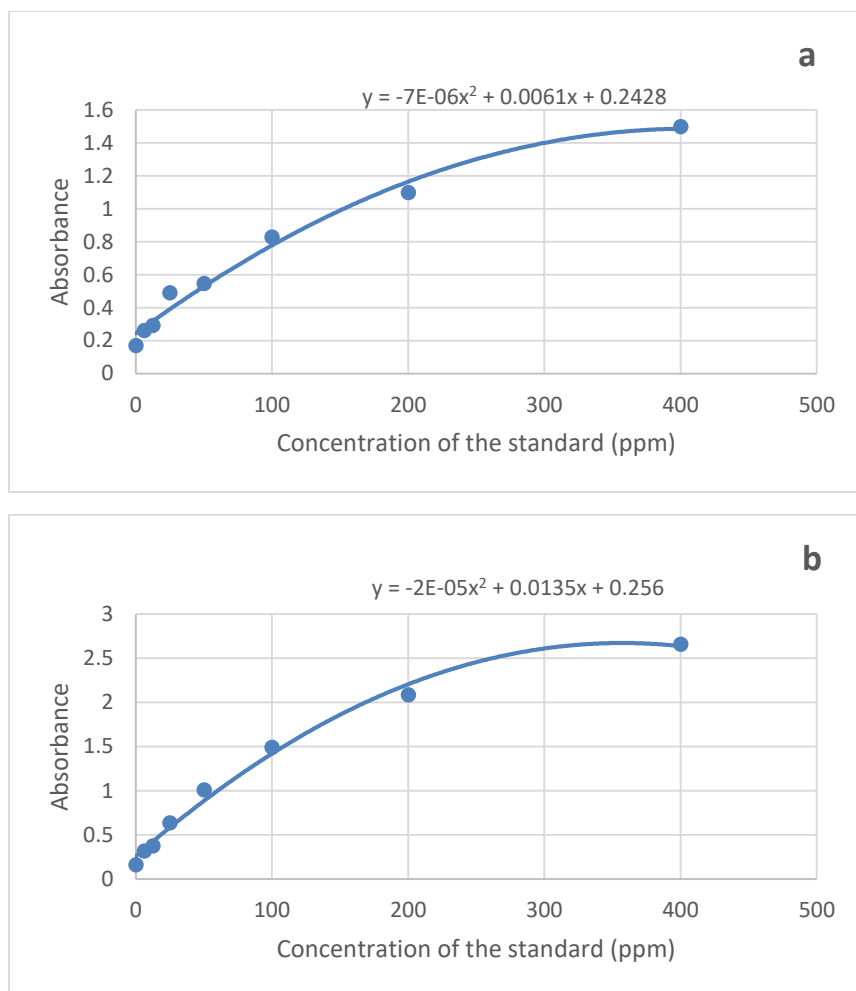 a
y = -7E-06x² + 0.0061x + 0.2428
1.6
1.4
1.2
1
0.8
0.6
0.4
0.2
0
Absorbance
0 100 200 300 400 500
Concentration of the standard (ppm)
b
y = -2E-05x² + 0.0135x + 0.256
3
2.5
2
1.5
1
0.5
0
Absorbance
0 100 200 300 400 500
Concentration of the standard (ppm)